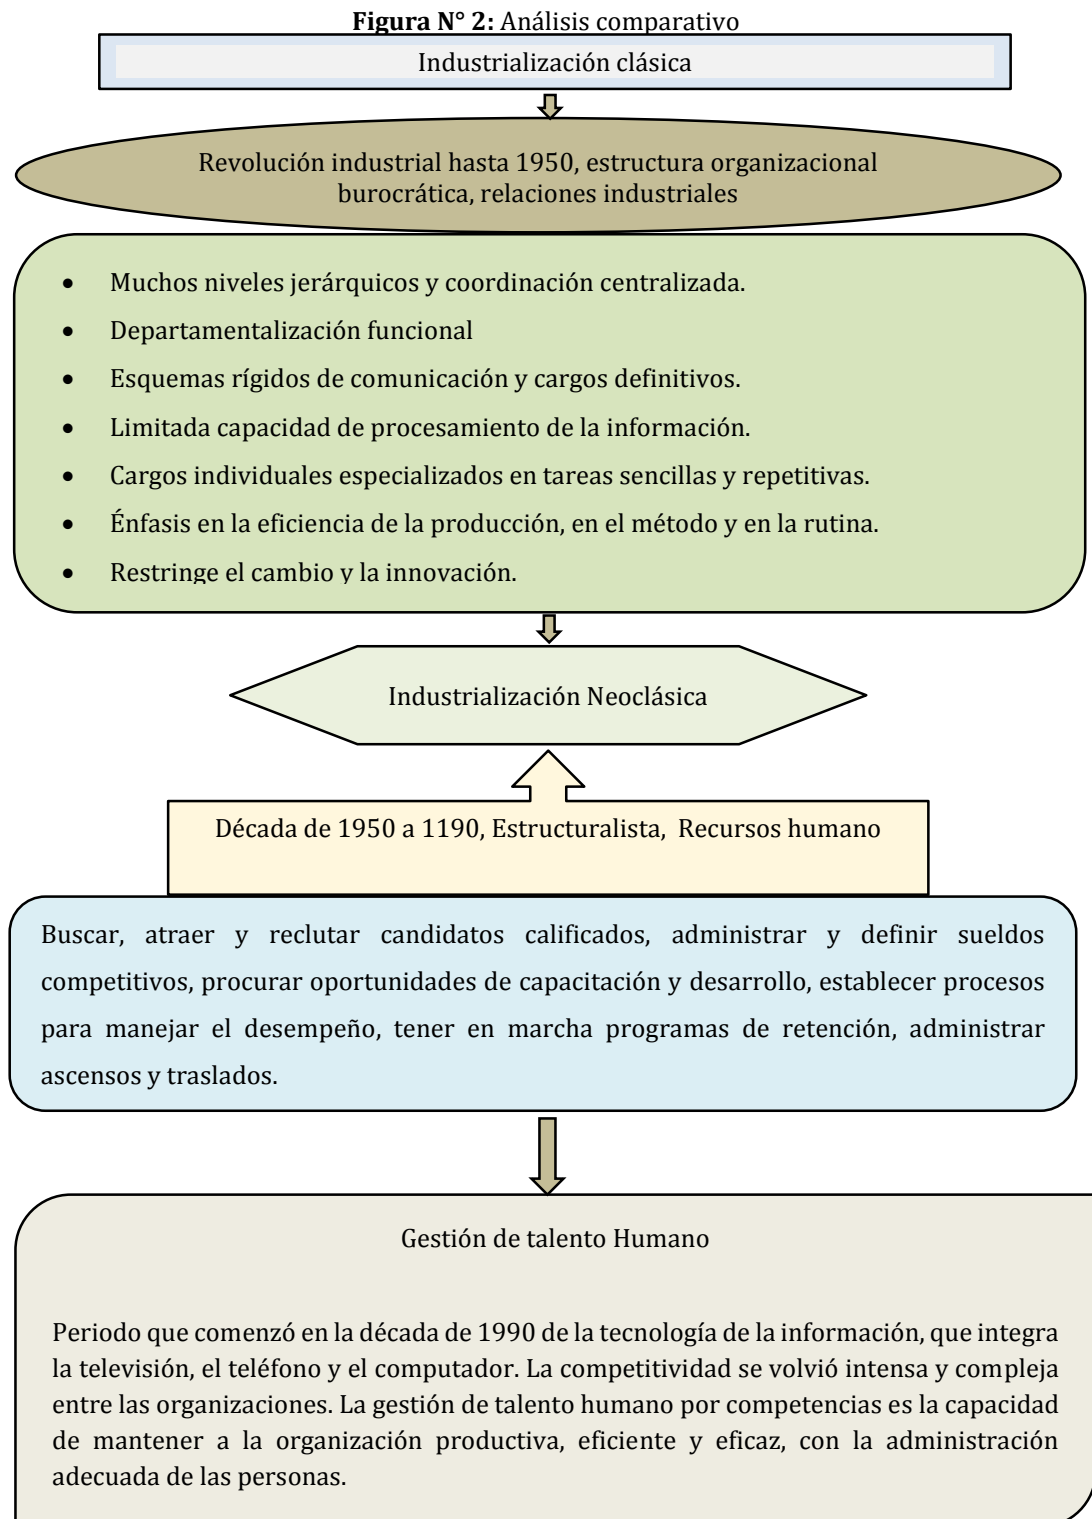 Figura N° 2: Análisis comparativo
Industrialización clásica
Revolución industrial hasta 1950, estructura organizacional
burocrática, relaciones industriales
• Muchos niveles jerárquicos y coordinación centralizada.
• Departamentalización funcional
• Esquemas rígidos de comunicación y cargos definitivos.
• Limitada capacidad de procesamiento de la información.
• Cargos individuales especializados en tareas sencillas y repetitivas.
• Énfasis en la eficiencia de la producción, en el método y en la rutina.
• Restringe el cambio y la innovación.
Industrialización Neoclásica
Década de 1950 a 1190, Estructuralista, Recursos humano
Buscar, atraer y reclutar candidatos calificados, administrar y definir sueldos
competitivos, procurar oportunidades de capacitación y desarrollo, establecer procesos
para manejar el desempeño, tener en marcha programas de retención, administrar
ascensos y traslados.
Gestión de talento Humano
Periodo que comenzó en la década de 1990 de la tecnología de la información, que integra
la televisión, el teléfono y el computador. La competitividad se volvió intensa y compleja
entre las organizaciones. La gestión de talento humano por competencias es la capacidad
de mantener a la organización productiva, eficiente y eficaz, con la administración
adecuada de las personas.